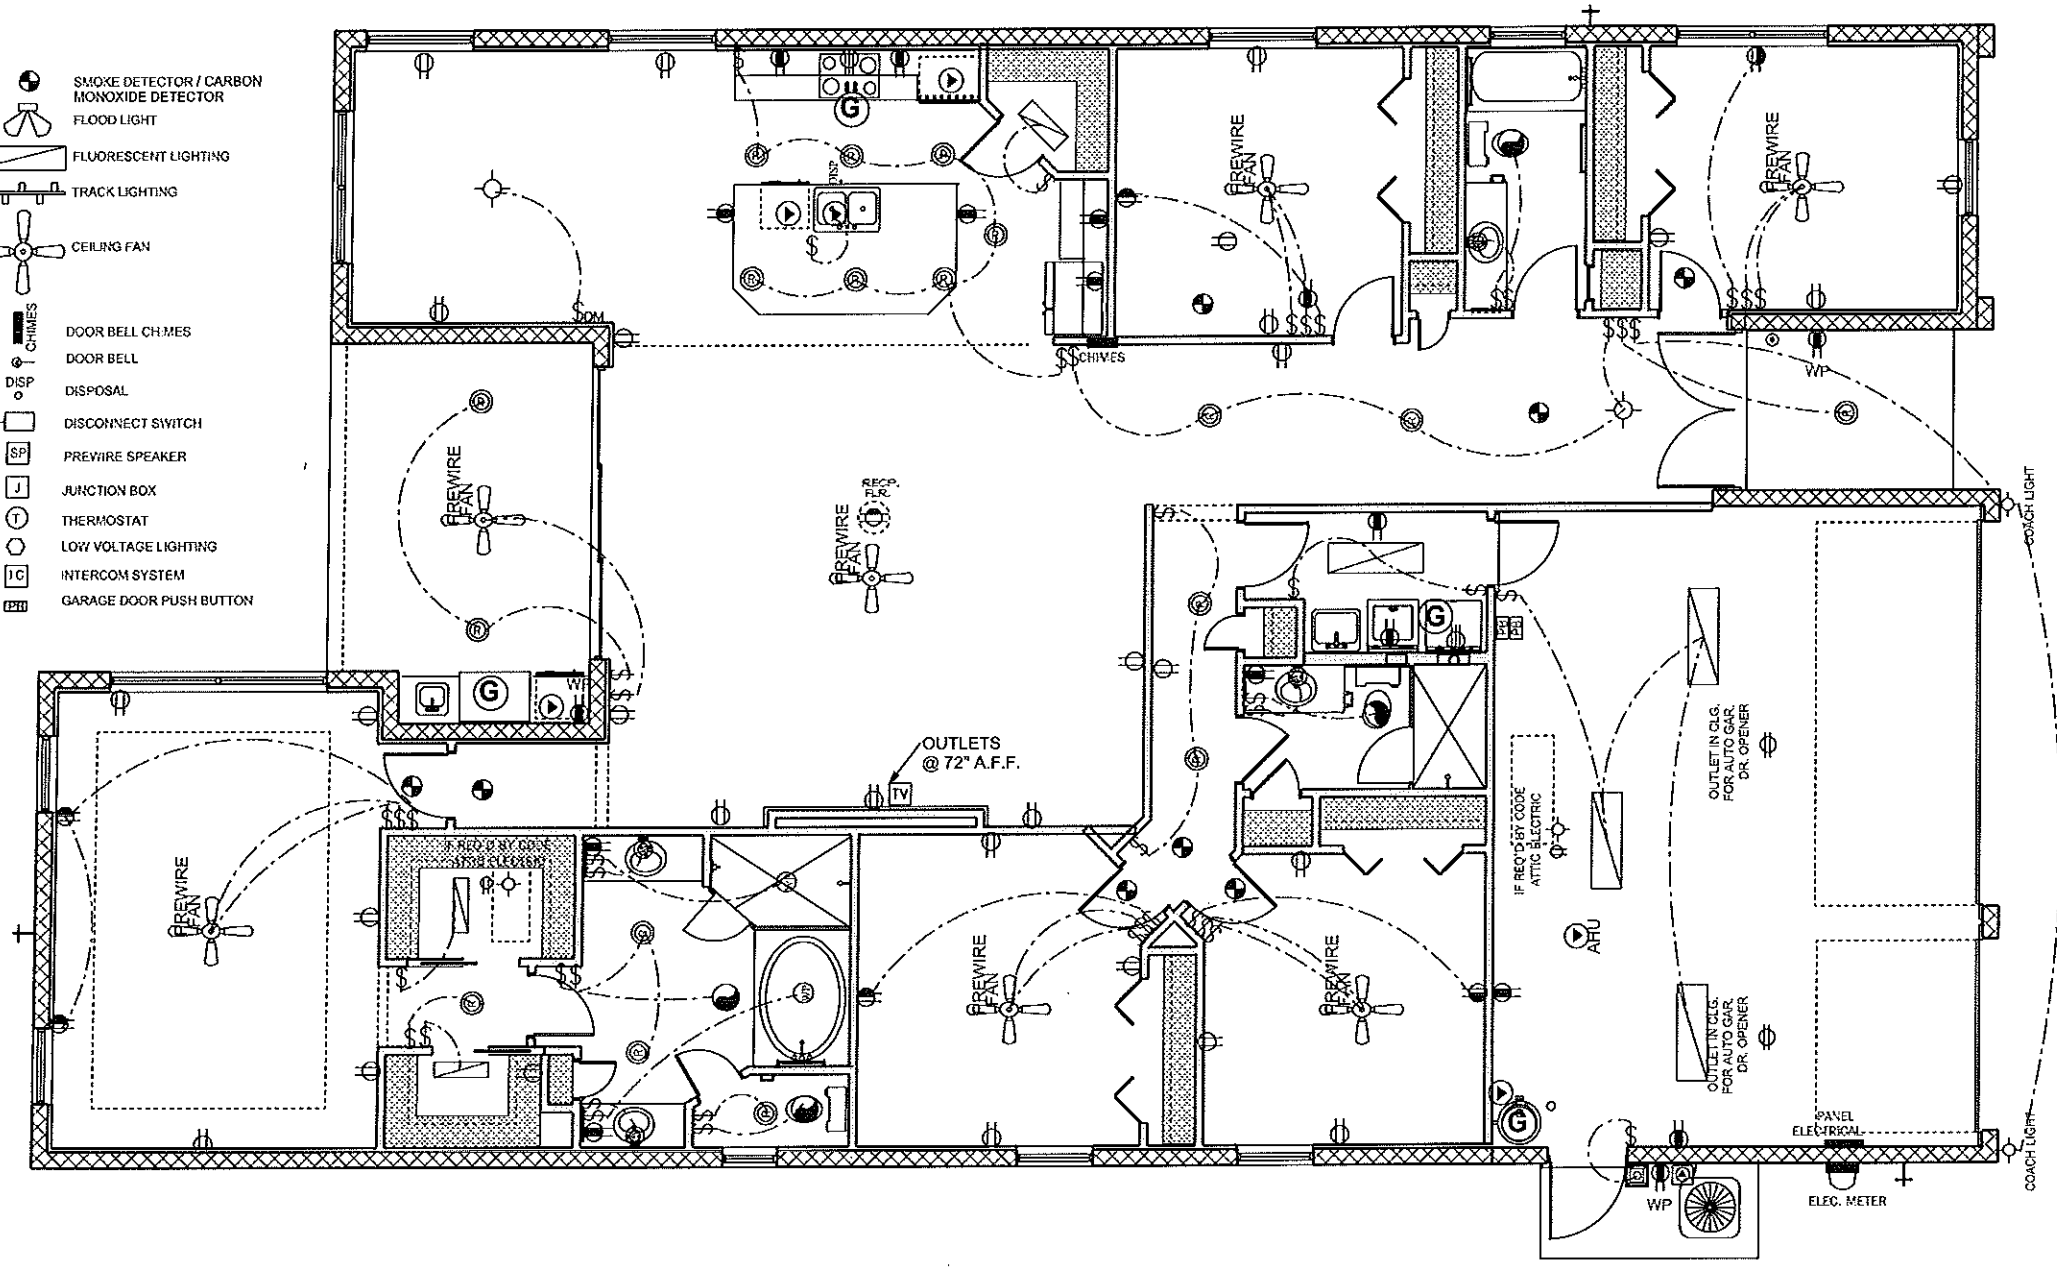 SMOKE DETECTOR / CARBON
MONOXIDE DETECTOR
FLOOD LIGHT
FLUORESCENT LIGHTING
TRACK LIGHTING
CEILING FAN
CHIMES
DOOR BELL CHIMES
DOOR BELL
DISP
DISPOSAL
DISCONNECT SWITCH
SP
PREWIRE SPEAKER
J
JUNCTION BOX
T
THERMOSTAT
LOW VOLTAGE LIGHTING
IC
INTERCOM SYSTEM
PB
GARAGE DOOR PUSH BUTTON
G
DISP
DM
CHIMES
PREWIRE
FAN
PREWIRE
FAN
WP
COACH LIGHT
PREWIRE
FAN
RECP.
FLR.
PREWIRE
FAN
G
G
WP
OUTLETS
@ 72" A.F.F.
TV
IF REQ'D BY CODE
ATTIC ELECTRIC
PREWIRE
FAN
PREWIRE
FAN
PREWIRE
FAN
IF REQ'D BY CODE
ATTIC ELECTRIC
AHU
OUTLET IN CLG.
FOR AUTO GAR.
DR. OPENER
OUTLET IN CLG.
FOR AUTO GAR.
DR. OPENER
G
PANEL
ELECTRICAL
WP
ELEC. METER
COACH LIGHT